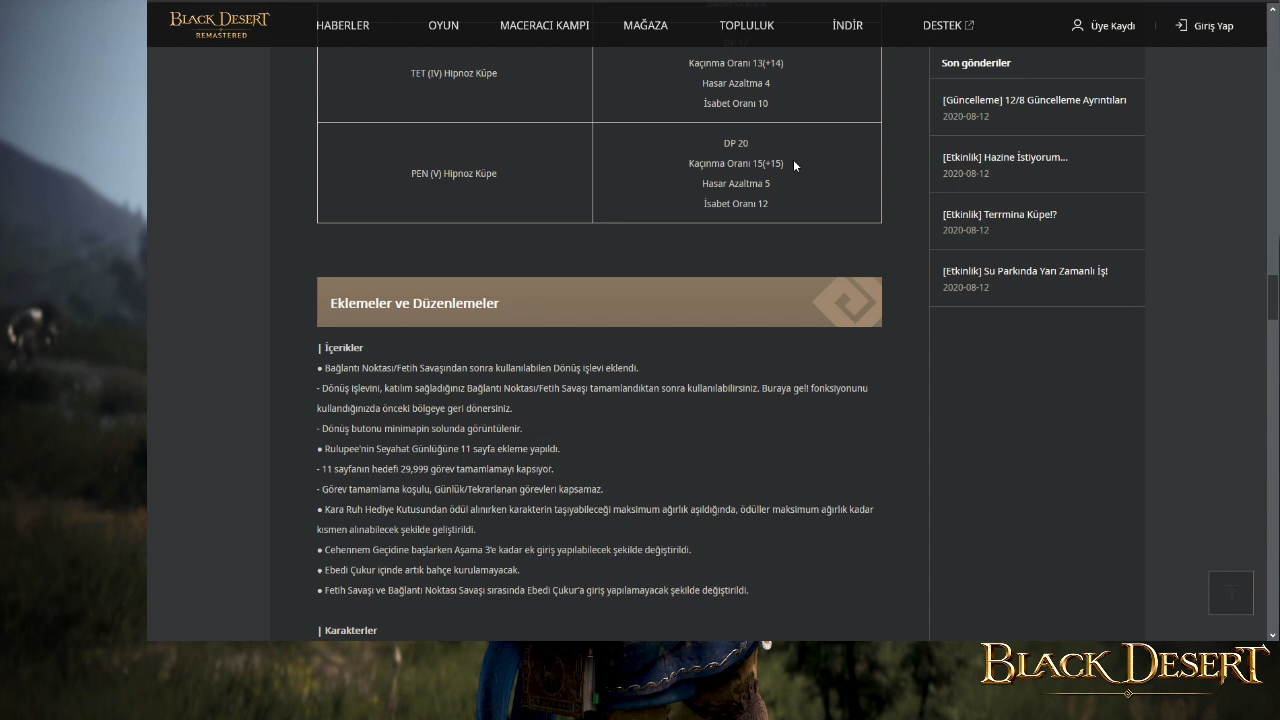 BLACK DESERT
REMASTERED
HABERLER
OYUN
MACERACI KAMPI
MAĞAZA
TOPLULUK
İNDİR
DESTEK
Üye Kaydı
Giriş Yap
TET (IV) Hipnoz Küpe
Kaçınma Oranı 13(+14)
Hasar Azaltma 4
İsabet Oranı 10
PEN (V) Hipnoz Küpe
DP 20
Kaçınma Oranı 15(+15)
Hasar Azaltma 5
İsabet Oranı 12
Son gönderiler
[Güncelleme] 12/8 Güncelleme Ayrıntıları
2020-08-12
[Etkinlik] Hazine İstiyorum...
2020-08-12
[Etkinlik] Terrmina Küpe!?
2020-08-12
[Etkinlik] Su Parkında Yarı Zamanlı İş!
2020-08-12
Eklemeler ve Düzenlemeler
| İçerikler
● Bağlantı Noktası/Fetih Savaşından sonra kullanılabilen Dönüş işlevi eklendi.
- Dönüş işlevini, katılım sağladığınız Bağlantı Noktası/Fetih Savaşı tamamlandıktan sonra kullanılabilirsiniz. Buraya gel! fonksiyonunu
kullandığınızda önceki bölgeye geri dönersiniz.
- Dönüş butonu minimapin solunda görüntülenir.
● Rulupee'nin Seyahat Günlüğüne 11 sayfa ekleme yapıldı.
- 11 sayfanın hedefi 29,999 görev tamamlamayı kapsıyor.
- Görev tamamlama koşulu, Günlük/Tekrarlanan görevleri kapsamaz.
● Kara Ruh Hediye Kutusundan ödül alınırken karakterin taşıyabileceği maksimum ağırlık aşıldığında, ödüller maksimum ağırlık kadar
kısmen alınabilecek şekilde geliştirildi.
● Cehennem Geçidine başlarken Aşama 3'e kadar ek giriş yapılabilecek şekilde değiştirildi.
● Ebedi Çukur içinde artık bahçe kurulamayacak.
● Fetih Savaşı ve Bağlantı Noktası Savaşı sırasında Ebedi Çukur'a giriş yapılamayacak şekilde değiştirildi.
| Karakterler
BLACK DESERT